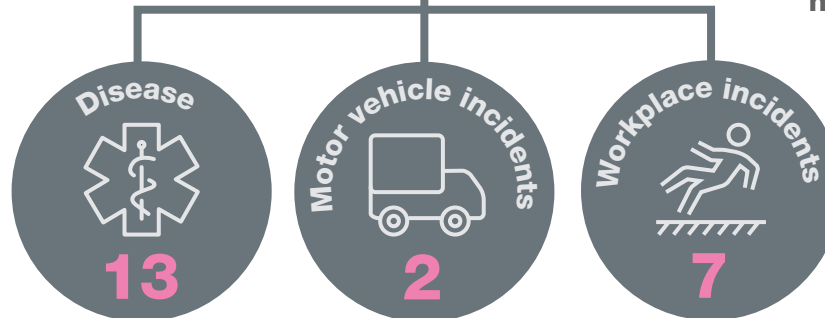 Disease
13
Motor vehicle incidents
2
Workplace incidents
7